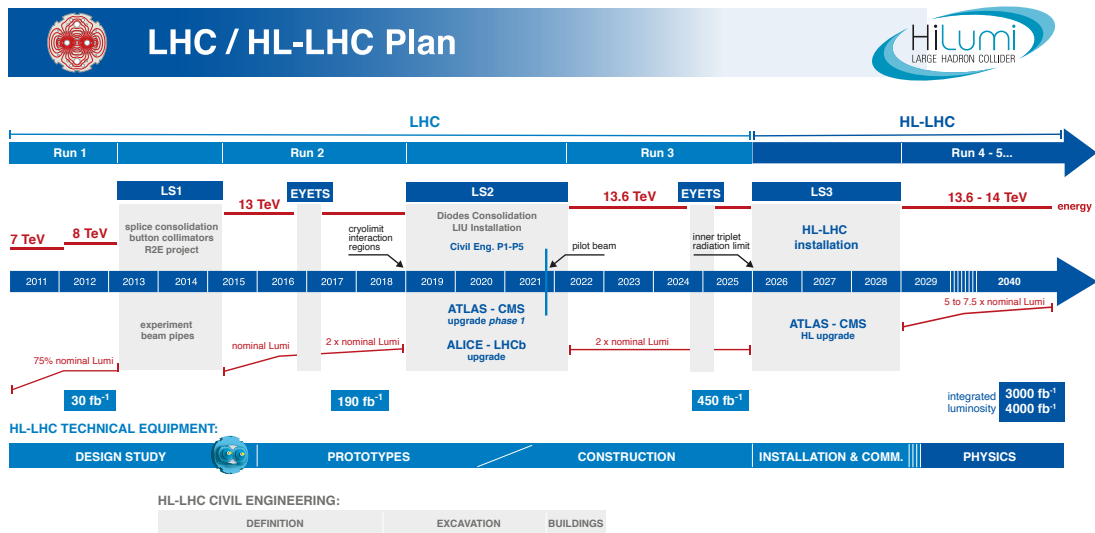 LHC / HL-LHC Plan
HiLumi
LARGE HADRON COLLIDER
LHC
HL-LHC
Run 1
Run 2
Run 3
Run 4 - 5...
LS1
EYETS
LS2
EYETS
LS3
13 TeV
13.6 TeV
13.6 - 14 TeV
energy
7 TeV
8 TeV
splice consolidation
button collimators
R2E project
cryolimit
interaction
regions
Diodes Consolidation
LIU Installation
Civil Eng. P1-P5
pilot beam
inner triplet
radiation limit
HL-LHC
installation
2011 2012 2013 2014 2015 2016 2017 2018 2019 2020 2021 2022 2023 2024 2025 2026 2027 2028 2029 2040
experiment
beam pipes
ATLAS - CMS
upgrade phase 1
ALICE - LHCb
upgrade
ATLAS - CMS
HL upgrade
5 to 7.5 x nominal Lumi
75% nominal Lumi
nominal Lumi
2 x nominal Lumi
2 x nominal Lumi
30 fb⁻¹
190 fb⁻¹
450 fb⁻¹
integrated
luminosity
3000 fb⁻¹
4000 fb⁻¹
HL-LHC TECHNICAL EQUIPMENT:
DESIGN STUDY
PROTOTYPES
CONSTRUCTION
INSTALLATION & COMM.
PHYSICS
HL-LHC CIVIL ENGINEERING:
DEFINITION
EXCAVATION
BUILDINGS